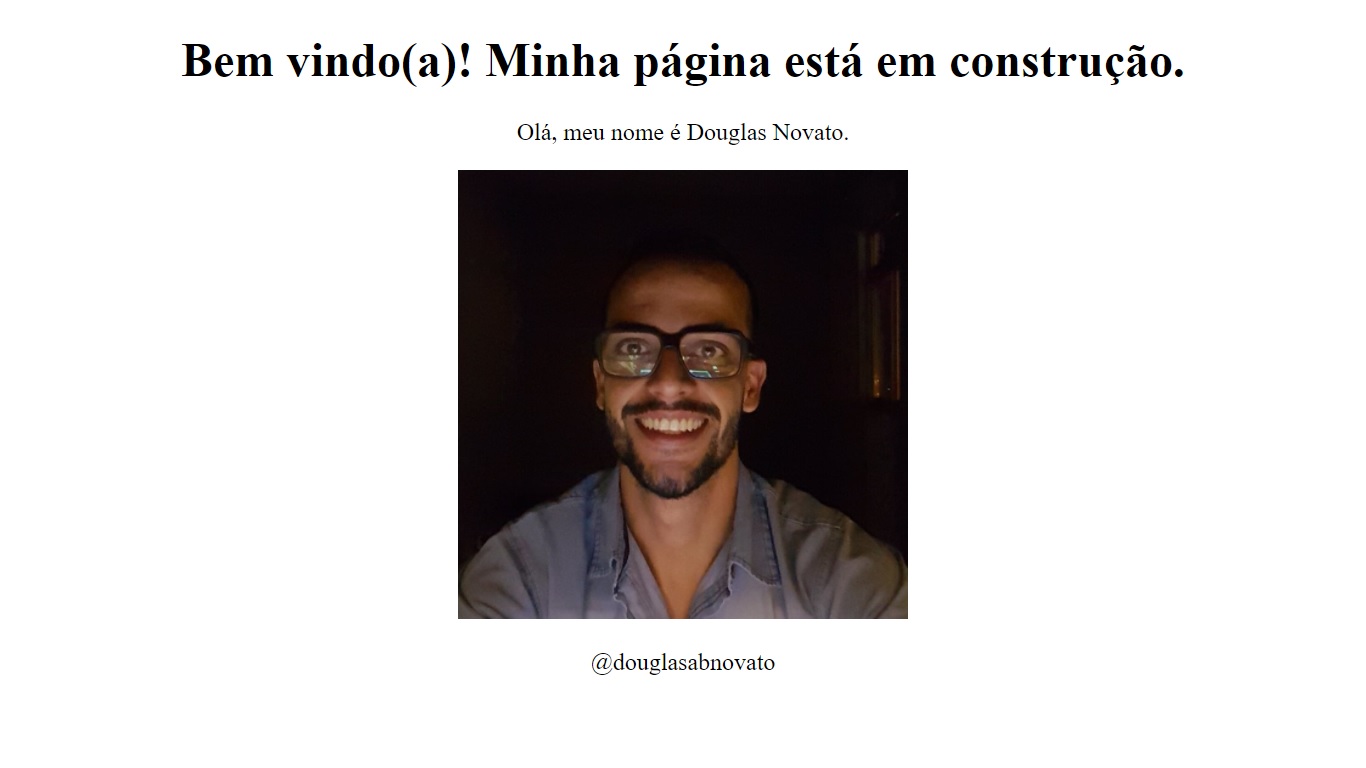 Bem vindo(a)! Minha página está em construção.
Olá, meu nome é Douglas Novato.
@douglasabnovato